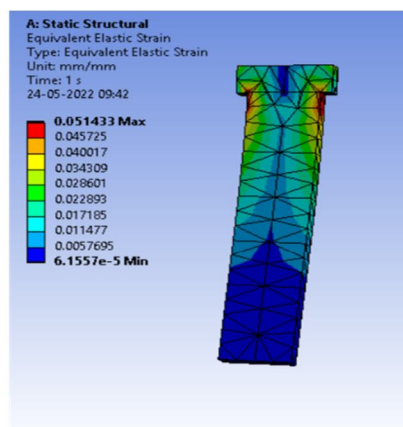 A: Static Structural
Equivalent Elastic Strain
Type: Equivalent Elastic Strain
Unit: mm/mm
Time: 1 s
24-05-2022 09:42
0.051433 Max
0.045725
0.040017
0.034309
0.028601
0.022893
0.017185
0.011477
0.0057695
6.1557e-5 Min